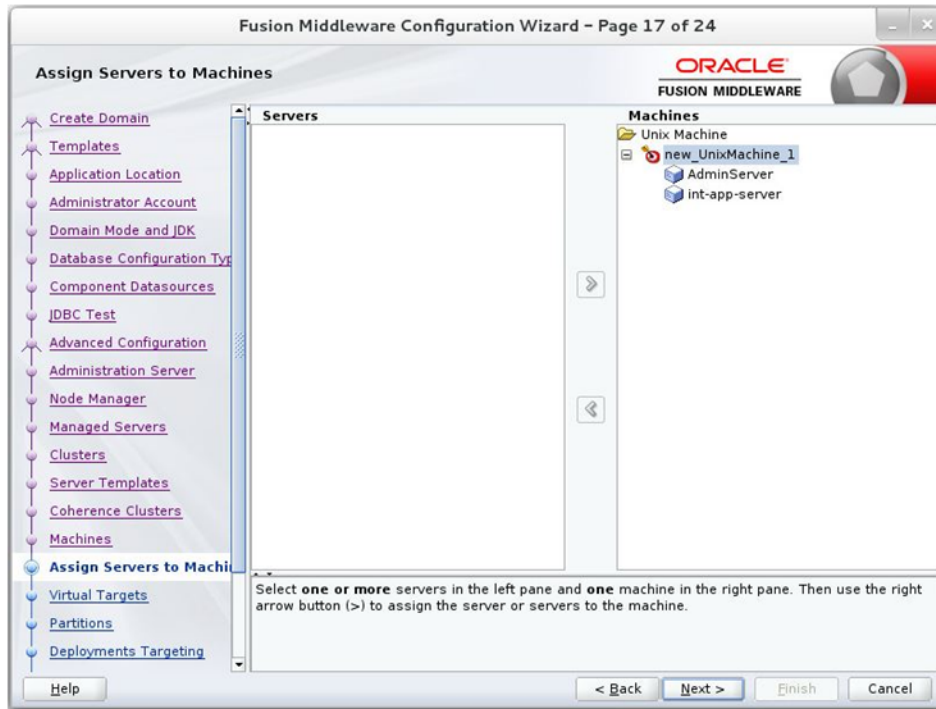 Fusion Middleware Configuration Wizard – Page 17 of 24
Assign Servers to Machines
ORACLE
FUSION MIDDLEWARE
Create Domain
Templates
Application Location
Administrator Account
Domain Mode and JDK
Database Configuration Typ
Component Datasources
JDBC Test
Advanced Configuration
Administration Server
Node Manager
Managed Servers
Clusters
Server Templates
Coherence Clusters
Machines
Assign Servers to Machin
Virtual Targets
Partitions
Deployments Targeting
Servers
Machines
Unix Machine
new_UnixMachine_1
AdminServer
int-app-server
Select one or more servers in the left pane and one machine in the right pane. Then use the right
arrow button (>) to assign the server or servers to the machine.
Help
< Back
Next >
Finish
Cancel